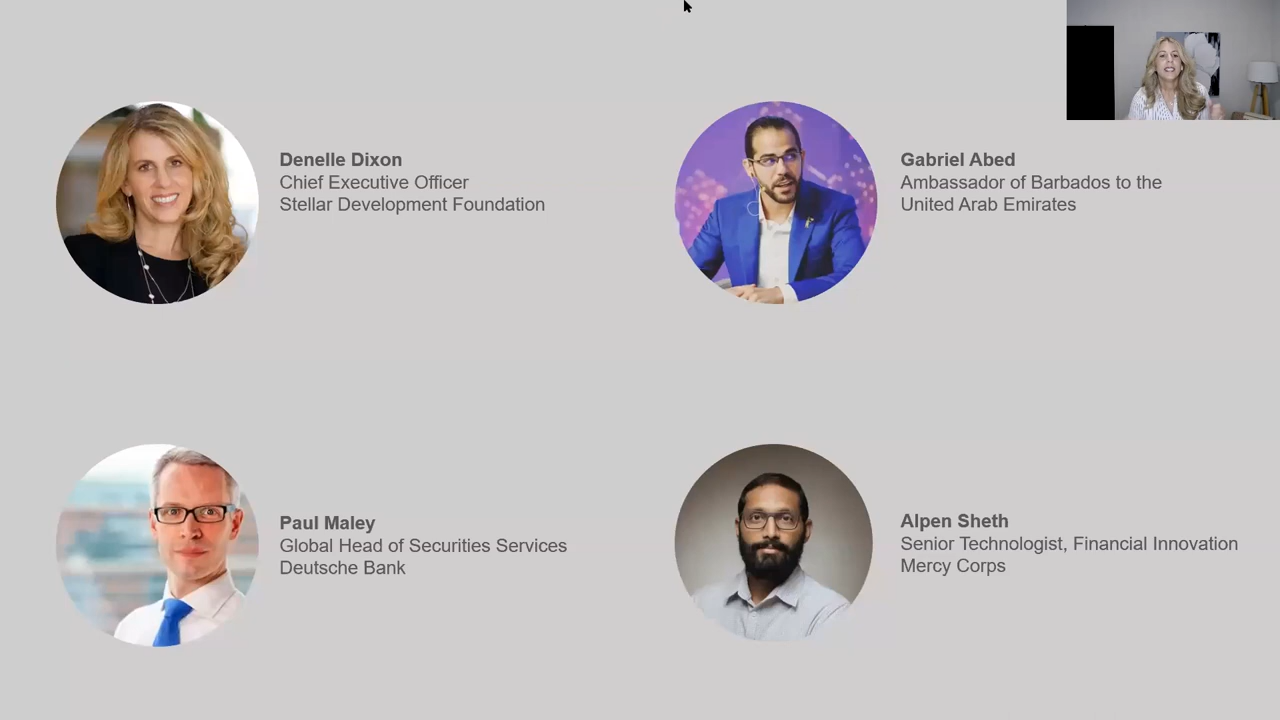 Denelle Dixon
Chief Executive Officer
Stellar Development Foundation
Gabriel Abed
Ambassador of Barbados to the
United Arab Emirates
Paul Maley
Global Head of Securities Services
Deutsche Bank
Alpen Sheth
Senior Technologist, Financial Innovation
Mercy Corps